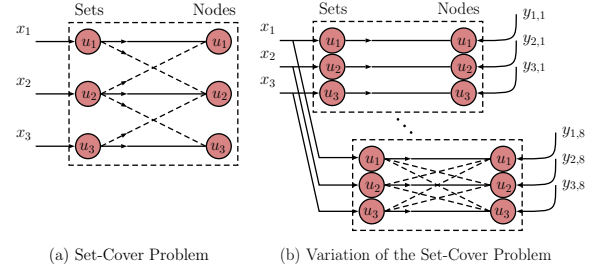 Sets Nodes
x1 u1 u1
x2 u2 u2
x3 u3 u3
(a) Set-Cover Problem
Sets Nodes
y1,1
x1 u1 u1 y2,1
x2 u2 u2 y3,1
x3 u3 u3
y1,8
u1 u1 y2,8
u2 u2 y3,8
u3 u3
(b) Variation of the Set-Cover Problem